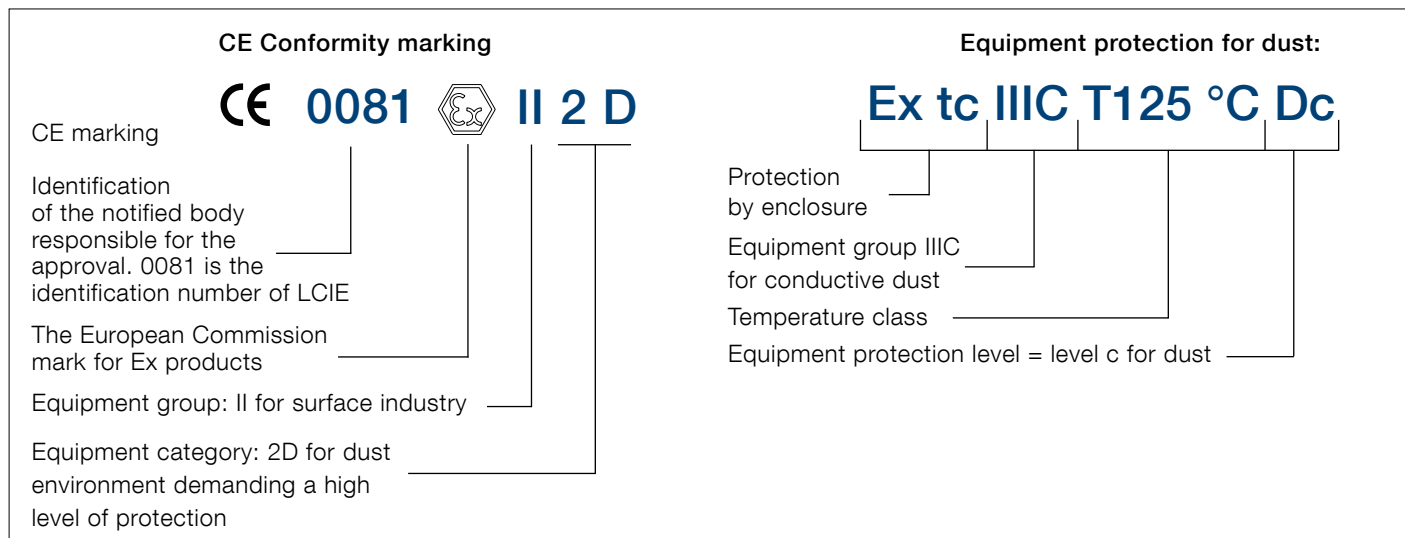 CE Conformity marking
CE 0081 Ex II 2 D
CE marking
Identification
of the notified body
responsible for the
approval. 0081 is the
identification number of LCIE
The European Commission
mark for Ex products
Equipment group: II for surface industry
Equipment category: 2D for dust
environment demanding a high
level of protection
Equipment protection for dust:
Ex tc IIIC T125 °C Dc
Protection
by enclosure
Equipment group IIIC
for conductive dust
Temperature class
Equipment protection level = level c for dust